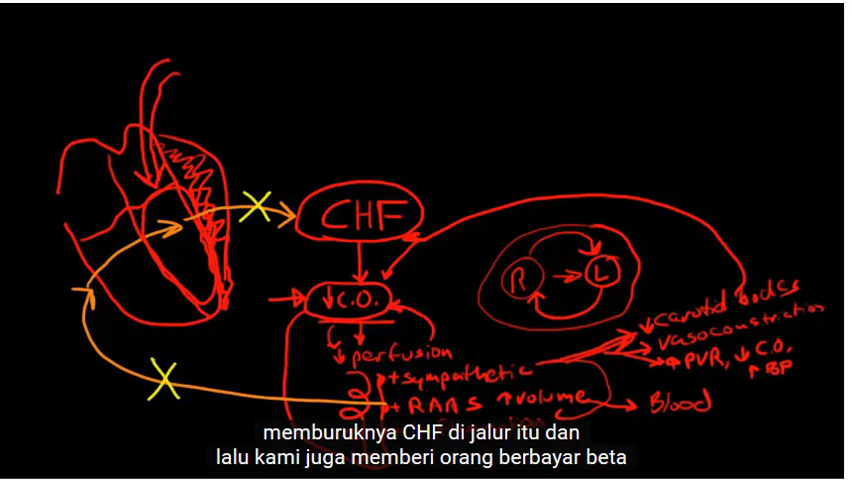 CHF
R → L
↓ C.O.
↓ carotid bodies
vasoconstriction
↑ PVR, ↓ C.O,
↑ BP
↓ perfusion
+ sympathetic
+ RAAS ↑ volume
Blood
memburuknya CHF di jalur itu dan
lalu kami juga memberi orang berbayar beta